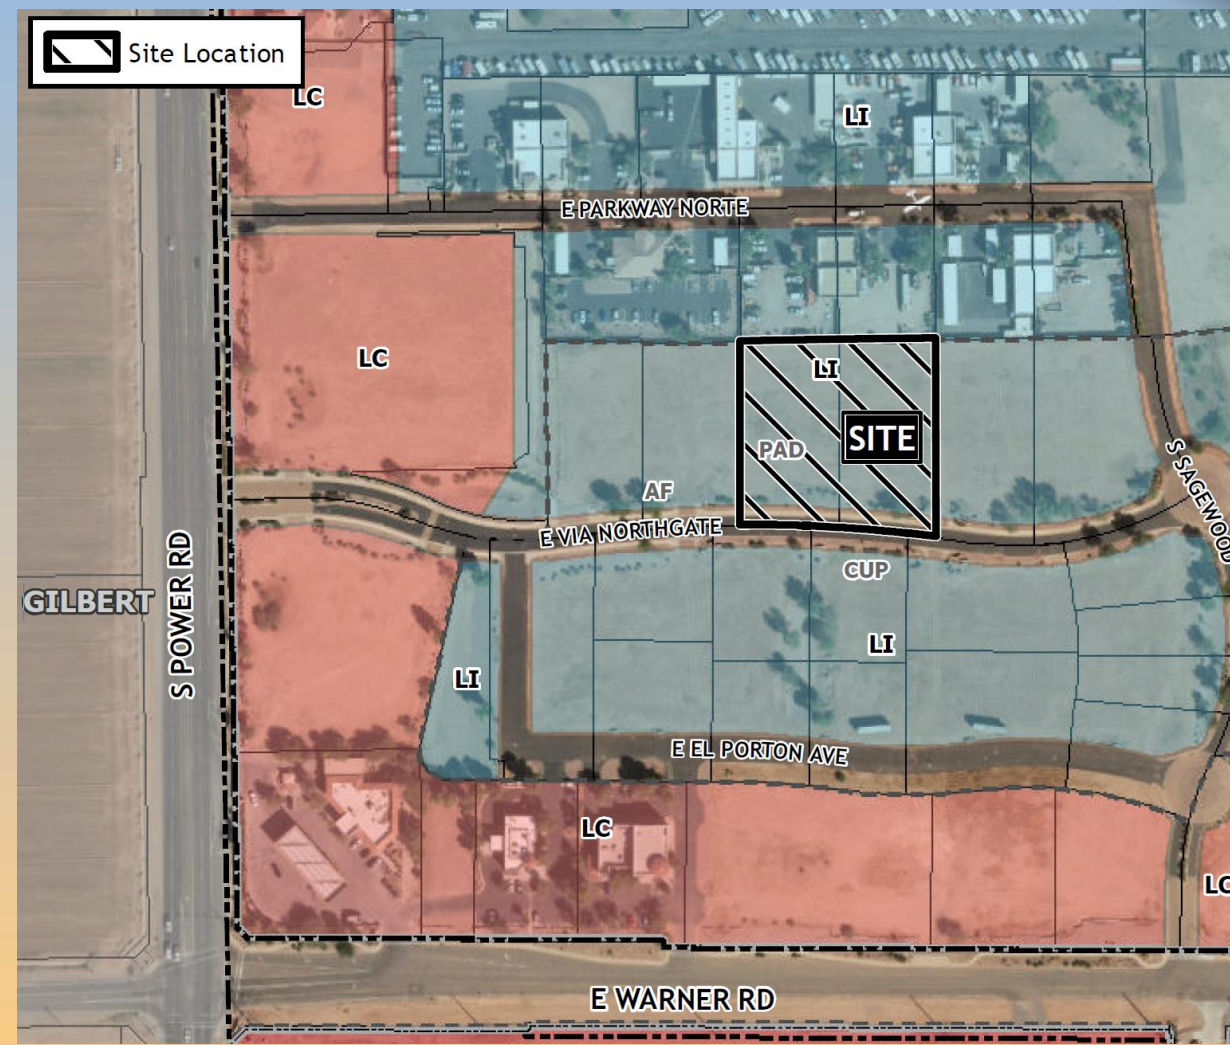 Site Location
LC
LI
E PARKWAY NORTE
LC
LI
SITE
PAD
AF
E VIA NORTHGATE
S SAGEWOOD
CUP
S POWER RD
GILBERT
LI
LI
E EL PORTON AVE
LC
LC
E WARNER RD